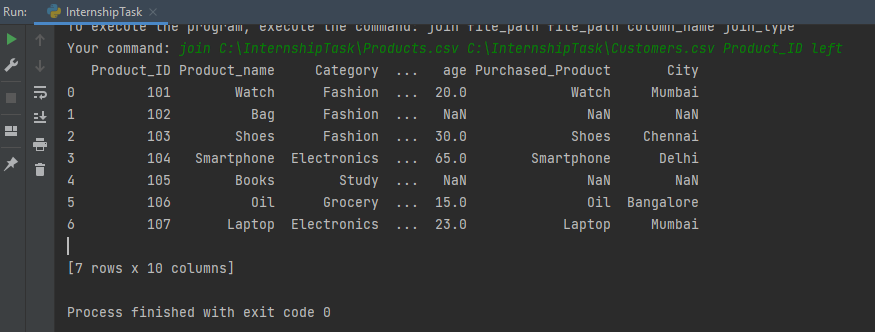 Run: InternshipTask
To execute the program, execute the command: join file_path file_path column_name join_type
Your command: join C:\InternshipTask\Products.csv C:\InternshipTask\Customers.csv Product_ID left
Product_ID Product_name Category ... age Purchased_Product City
0 101 Watch Fashion ... 20.0 Watch Mumbai
1 102 Bag Fashion ... NaN NaN NaN
2 103 Shoes Fashion ... 30.0 Shoes Chennai
3 104 Smartphone Electronics ... 65.0 Smartphone Delhi
4 105 Books Study ... NaN NaN NaN
5 106 Oil Grocery ... 15.0 Oil Bangalore
6 107 Laptop Electronics ... 23.0 Laptop Mumbai
[7 rows x 10 columns]
Process finished with exit code 0